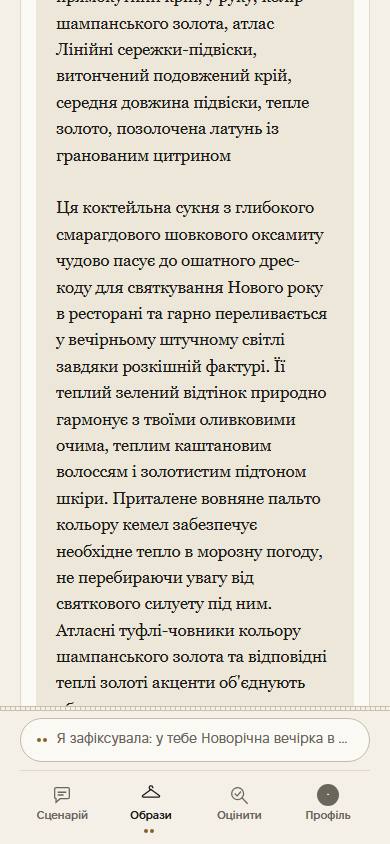 прямокутний крій, у руку, колір
шампанського золота, атлас
Лінійні сережки-підвіски,
витончений подовжений крій,
середня довжина підвіски, тепле
золото, позолочена латунь із
гранованим цитрином
Ця коктейльна сукня з глибокого
смарагдового шовкового оксамиту
чудово пасує до ошатного дрес-
коду для святкування Нового року
в ресторані та гарно переливається
у вечірньому штучному світлі
завдяки розкішній фактурі. Її
теплий зелений відтінок природно
гармонує з твоїми оливковими
очима, теплим каштановим
волоссям і золотистим підтоном
шкіри. Приталене вовняне пальто
кольору кемел забезпечує
необхідне тепло в морозну погоду,
не перебираючи увагу від
святкового силуету під ним.
Атласні туфлі-човники кольору
шампанського золота та відповідні
теплі золоті акценти об'єднують
Я зафіксувала: у тебе Новорічна вечірка в ...
Сценарій
Образи
Оцінити
Профіль